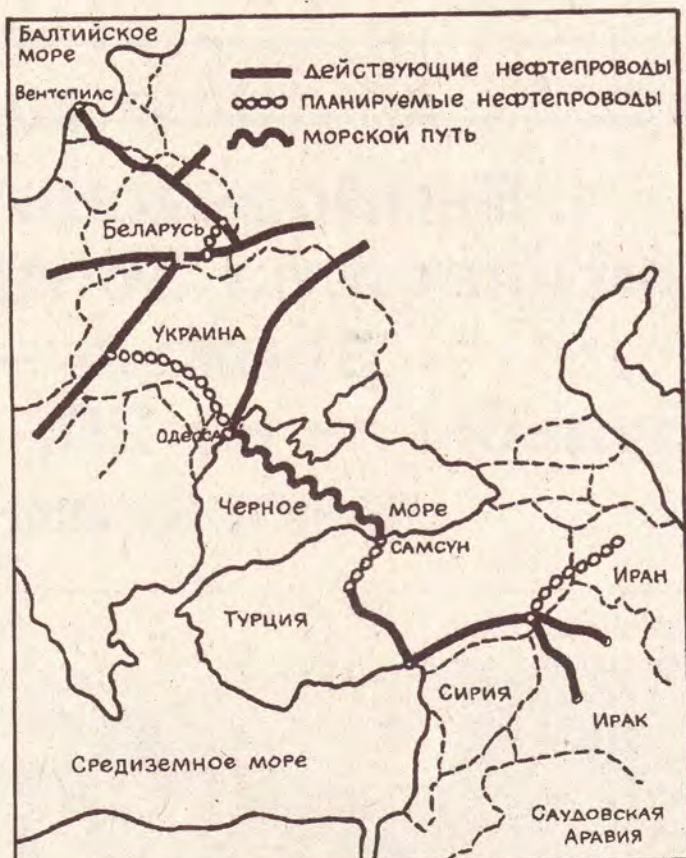 БАЛТИЙСКОЕ
МОРЕ
ВЕНТСПИЛС
ДЕЙСТВУЮЩИЕ НЕФТЕПРОВОДЫ
ПЛАНИРУЕМЫЕ НЕФТЕПРОВОДЫ
МОРСКОЙ ПУТЬ
БЕЛАРУСЬ
УКРАИНА
ОДЕССА
ЧЕРНОЕ МОРЕ
САМСУН
ИРАН
ТУРЦИЯ
СИРИЯ
ИРАК
СРЕДИЗЕМНОЕ МОРЕ
САУДОВСКАЯ
АРАВИЯ